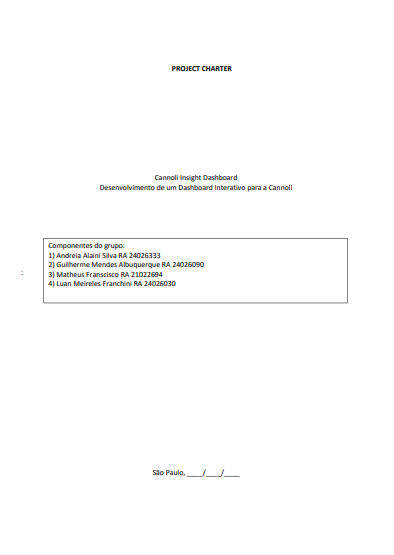 PROJECT CHARTER
Cannoli Insight Dashboard
Desenvolvimento de um Dashboard Interativo para a Cannoli
Componentes do grupo:
1) Andreia Alaini Silva RA 24026333
2) Guilherme Mendes Albuquerque RA 24026090
:
3) Matheus Franscisco RA 21022694
4) Luan Meireles Franchini RA 24026030
São Paulo, ____/____/____